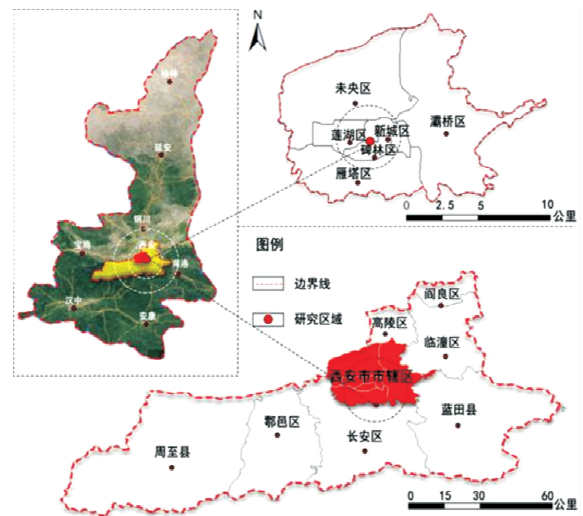 榆林
延安
铜川
宝鸡
西安
商洛
汉中
安康
N
未央区
灞桥区
莲湖区
新城区
碑林区
雁塔区
0 2.5 5 10
公里
图例
边界线
研究区域
阎良区
高陵区
临潼区
西安市市辖区
蓝田县
鄠邑区
长安区
周至县
0 15 30 60
公里